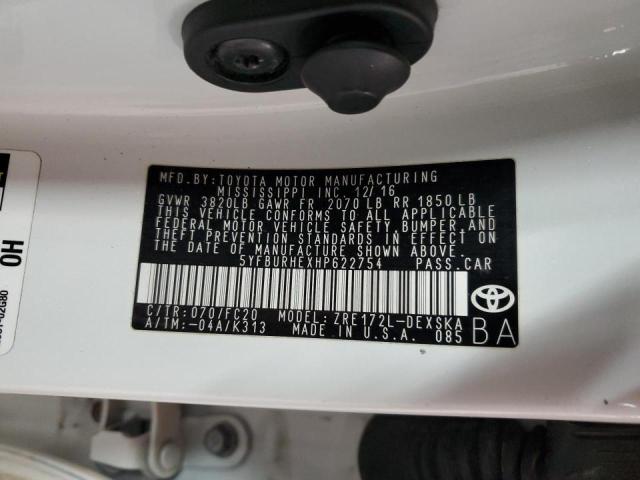 MFD.BY:TOYOTA MOTOR MANUFACTURING
MISSISSIPPI INC. 12/16
GVWR 3820LB GAWR FR 2070 LB RR 1850 LB
THIS VEHICLE CONFORMS TO ALL APPLICABLE
FEDERAL MOTOR VEHICLE SAFETY, BUMPER, AND
THEFT PREVENTION STANDARDS IN EFFECT ON
THE DATE OF MANUFACTURE SHOWN ABOVE.
5YFBURHEXHP622754 PASS.CAR
C/TR:070/FC20 MODEL:ZRE172L-DEXSKA
A/TM:-04A/K313 MADE IN U.S.A. 085
BA
OH